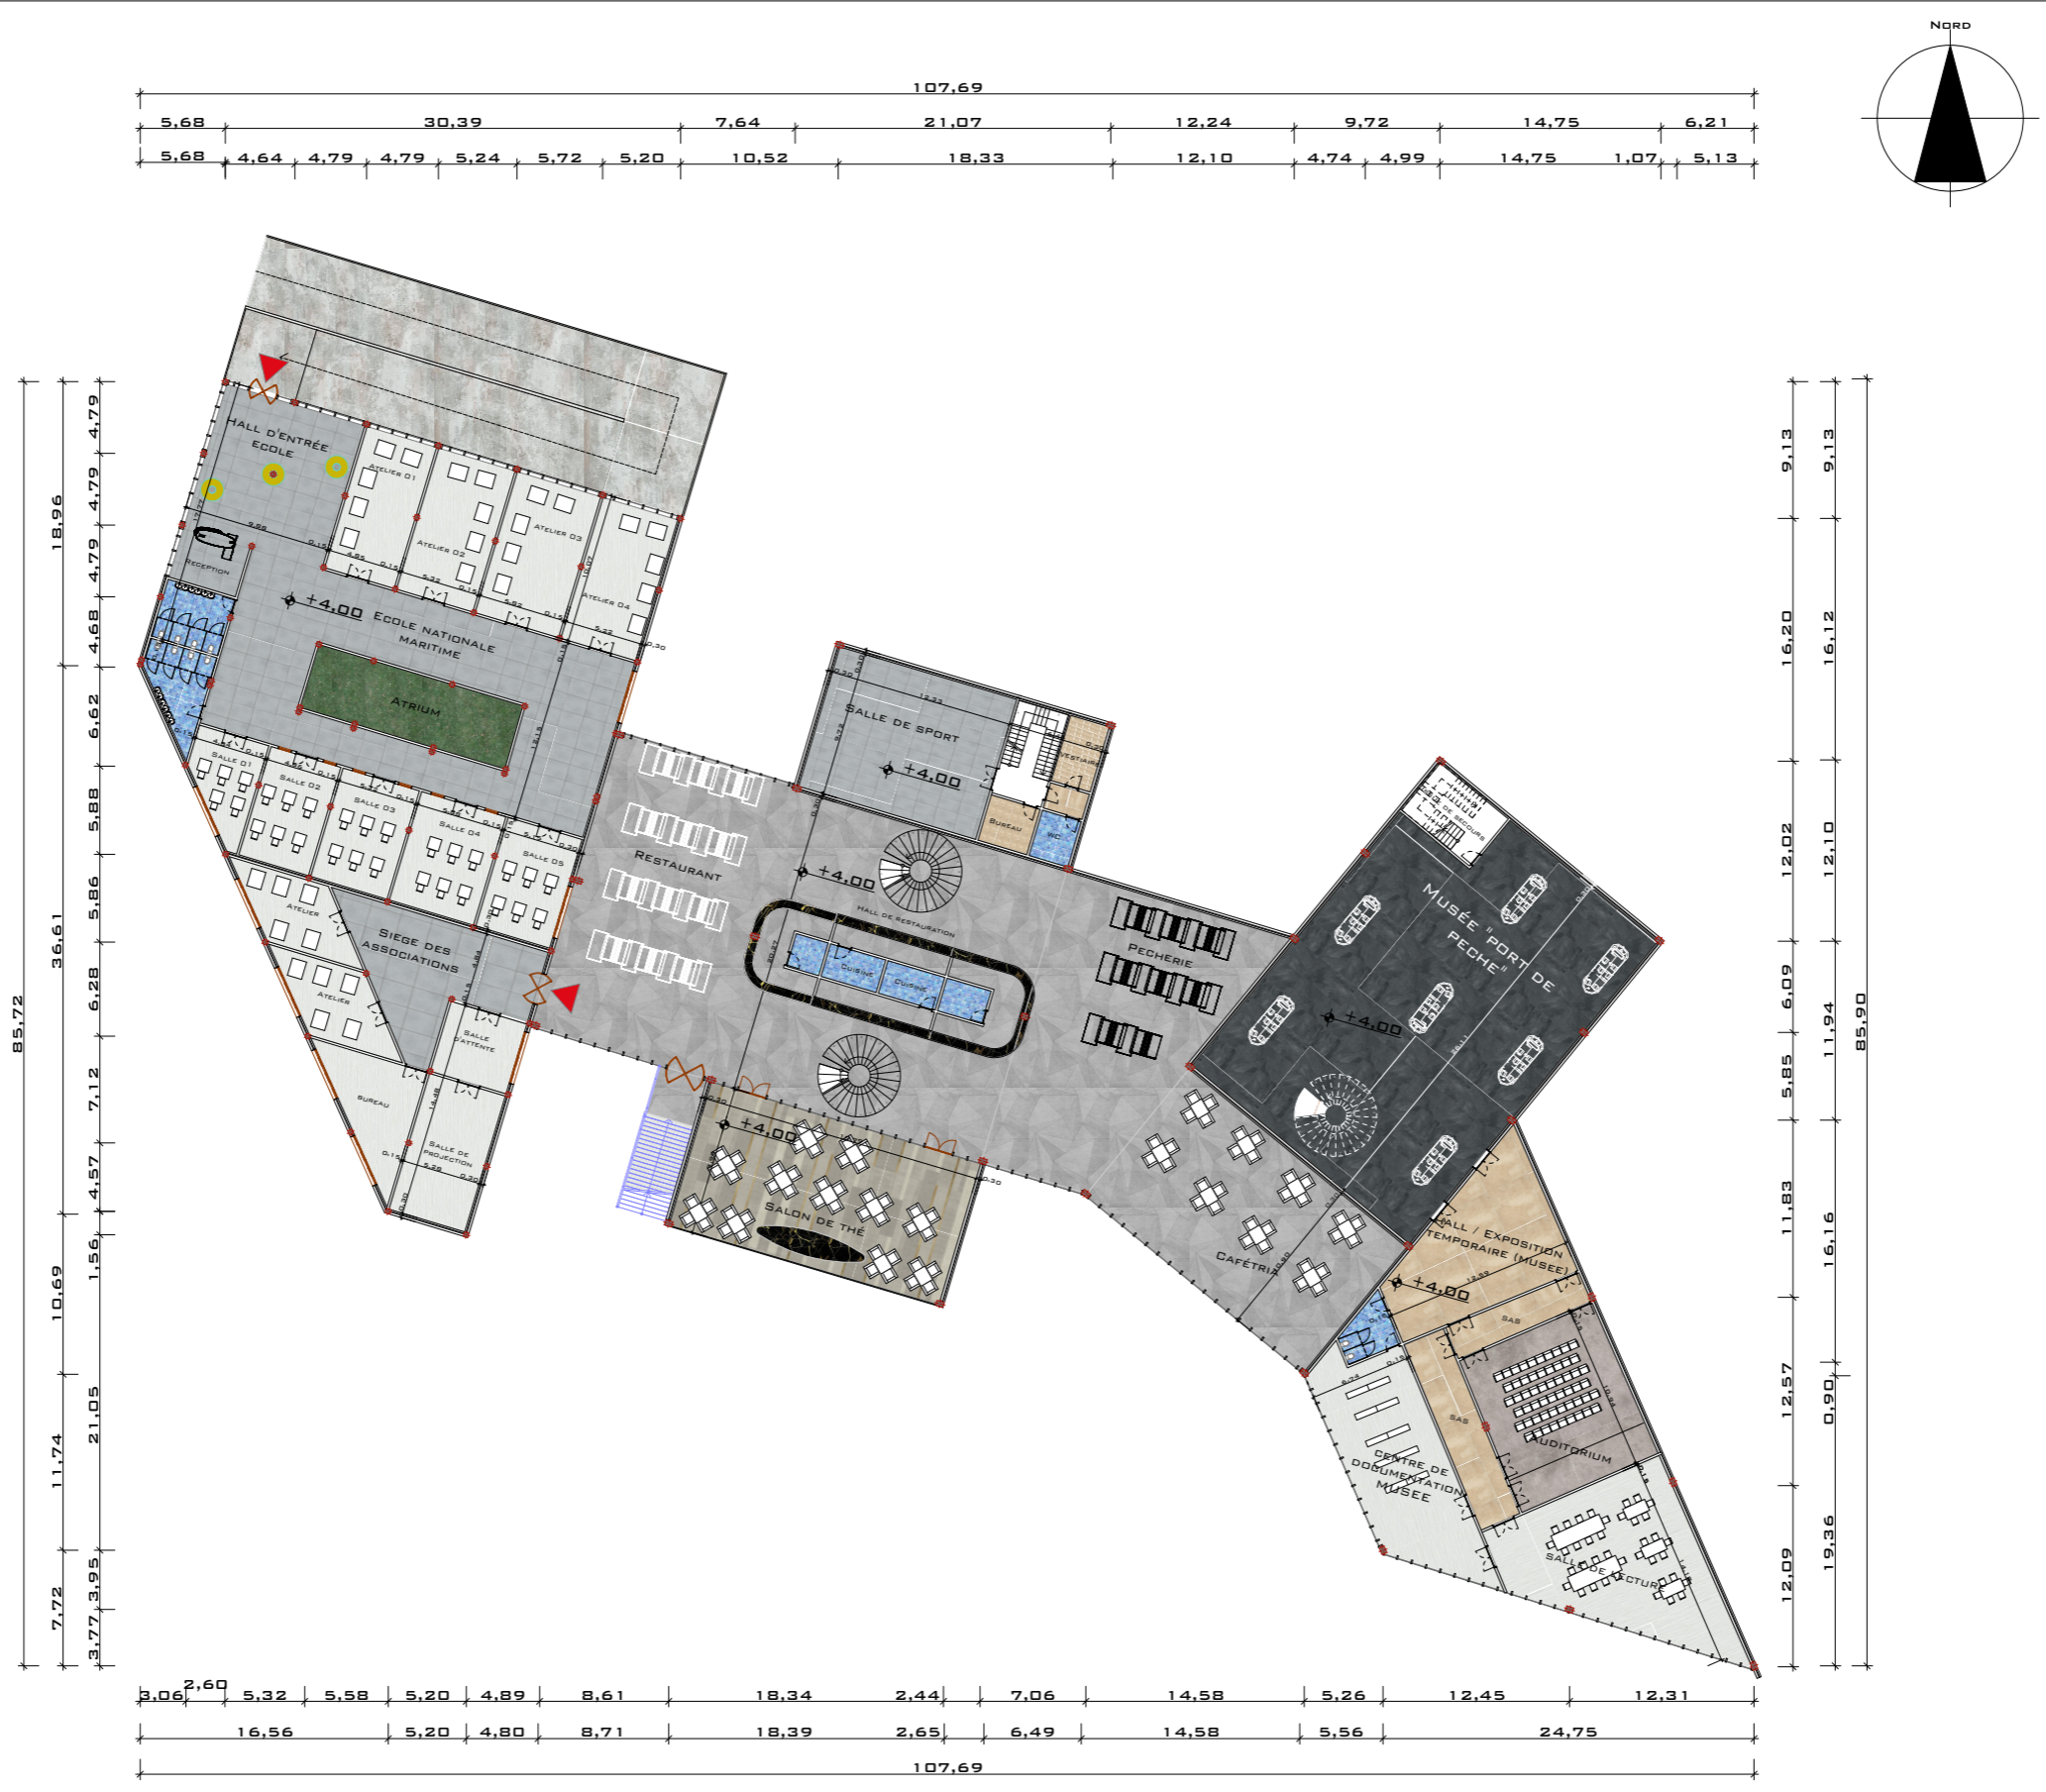 Nord
107,69
5,68 30,39 7,64 21,07 12,24 9,72 14,75 6,21
5,68 4,64 4,79 4,79 5,24 5,72 5,20 10,52 18,33 12,10 4,74 4,99 14,75 1,07 5,13
85,72
18,96
36,61
10,69
11,74
7,72
4,79
4,79
4,79
4,68
6,62
5,88
5,86
6,28
7,12
4,57
1,56
21,05
3,95
3,77
Hall d'entrée
Ecole
Reception
Atelier 01
Atelier 02
Atelier 03
Atelier 04
+4,00
Ecole nationale
maritime
Atrium
Salle 01
Salle 02
Salle 03
Salle 04
Salle 05
Atelier
Atelier
Siege des
associations
Salle
d'attente
Bureau
Salle de
projection
Restaurant
+4,00
Salle de sport
+4,00
Vestiaire
Bureau
WC
Hall de restauration
Cuisine
Cuisine
Pecherie
+4,00
Salon de thé
Cafétria
Musée "Port de
Peche"
+4,00
Hall / Exposition
temporaire (Musee)
+4,00
SAS
SAS
Auditorium
Centre de
documentation
Musee
Salle de lecture
9,13
16,20
12,02
6,09
5,85
11,83
12,57
12,09
9,13
16,12
12,10
11,94
16,16
0,90
19,36
85,90
3,06 2,60 5,32 5,58 5,20 4,89 8,61 18,34 2,44 7,06 14,58 5,26 12,45 12,31
16,56 5,20 4,80 8,71 18,39 2,65 6,49 14,58 5,56 24,75
107,69